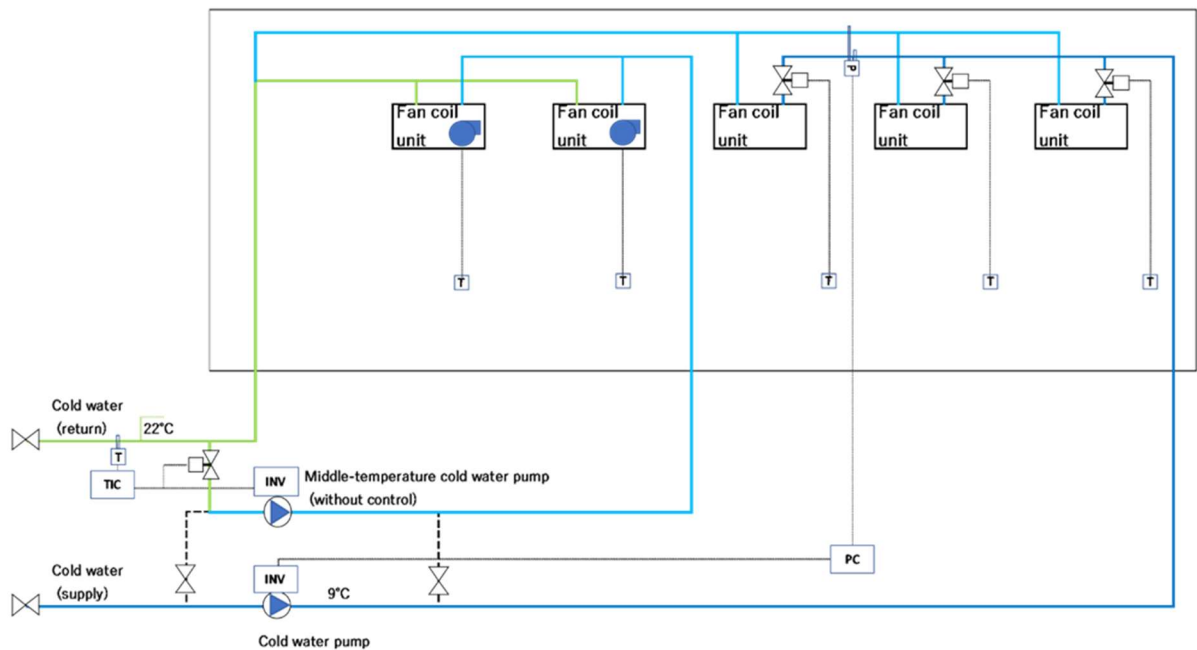 P
Fan coil
unit
Fan coil
unit
Fan coil
unit
Fan coil
unit
Fan coil
unit
T
T
T
T
T
Cold water
(return)
22°C
T
TIC
INV
Middle-temperature cold water pump
(without control)
PC
Cold water
(supply)
INV
9°C
Cold water pump